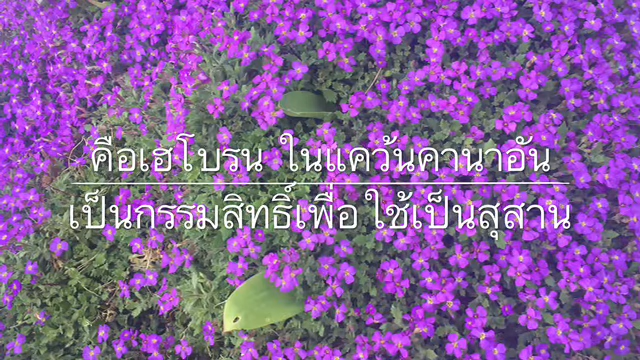 คือเฮโบรน ในแคว้นคานาอัน
เป็นกรรมสิทธิ์เพื่อ ใช้เป็นสุสาน